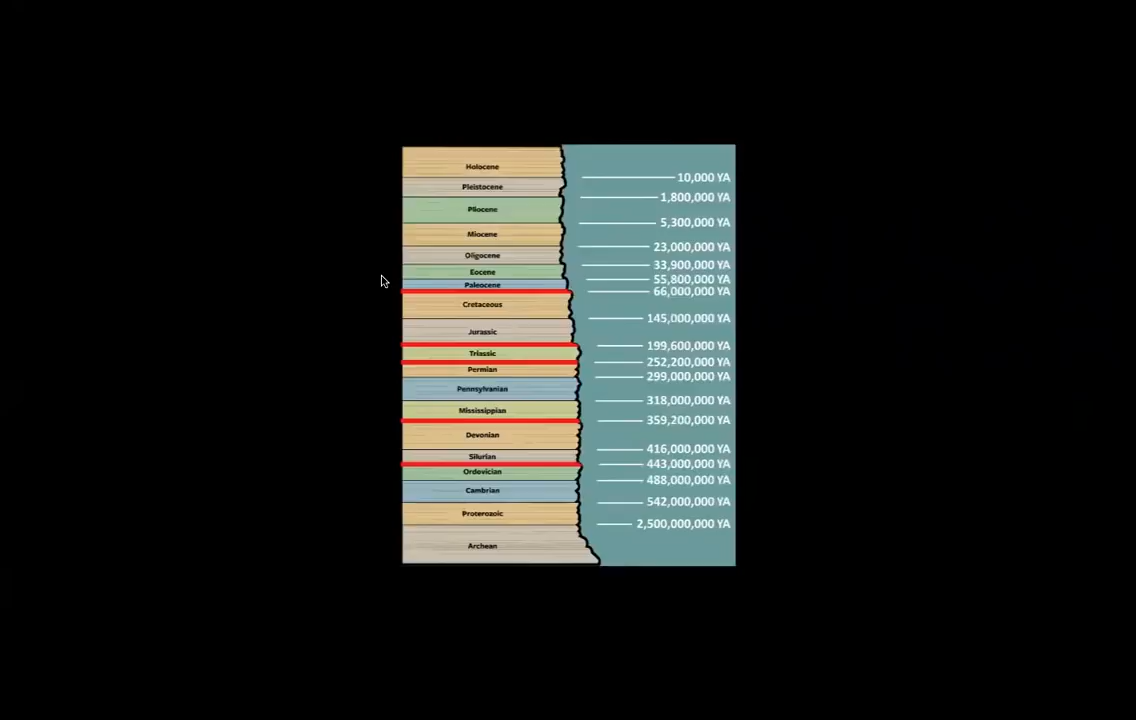 Holocene
10,000 YA
Pleistocene
1,800,000 YA
Pliocene
5,300,000 YA
Miocene
23,000,000 YA
Oligocene
33,900,000 YA
Eocene
55,800,000 YA
Paleocene
66,000,000 YA
Cretaceous
145,000,000 YA
Jurassic
199,600,000 YA
Triassic
252,200,000 YA
Permian
299,000,000 YA
Pennsylvanian
318,000,000 YA
Mississippian
359,200,000 YA
Devonian
416,000,000 YA
Silurian
443,000,000 YA
Ordovician
488,000,000 YA
Cambrian
542,000,000 YA
Proterozoic
2,500,000,000 YA
Archean